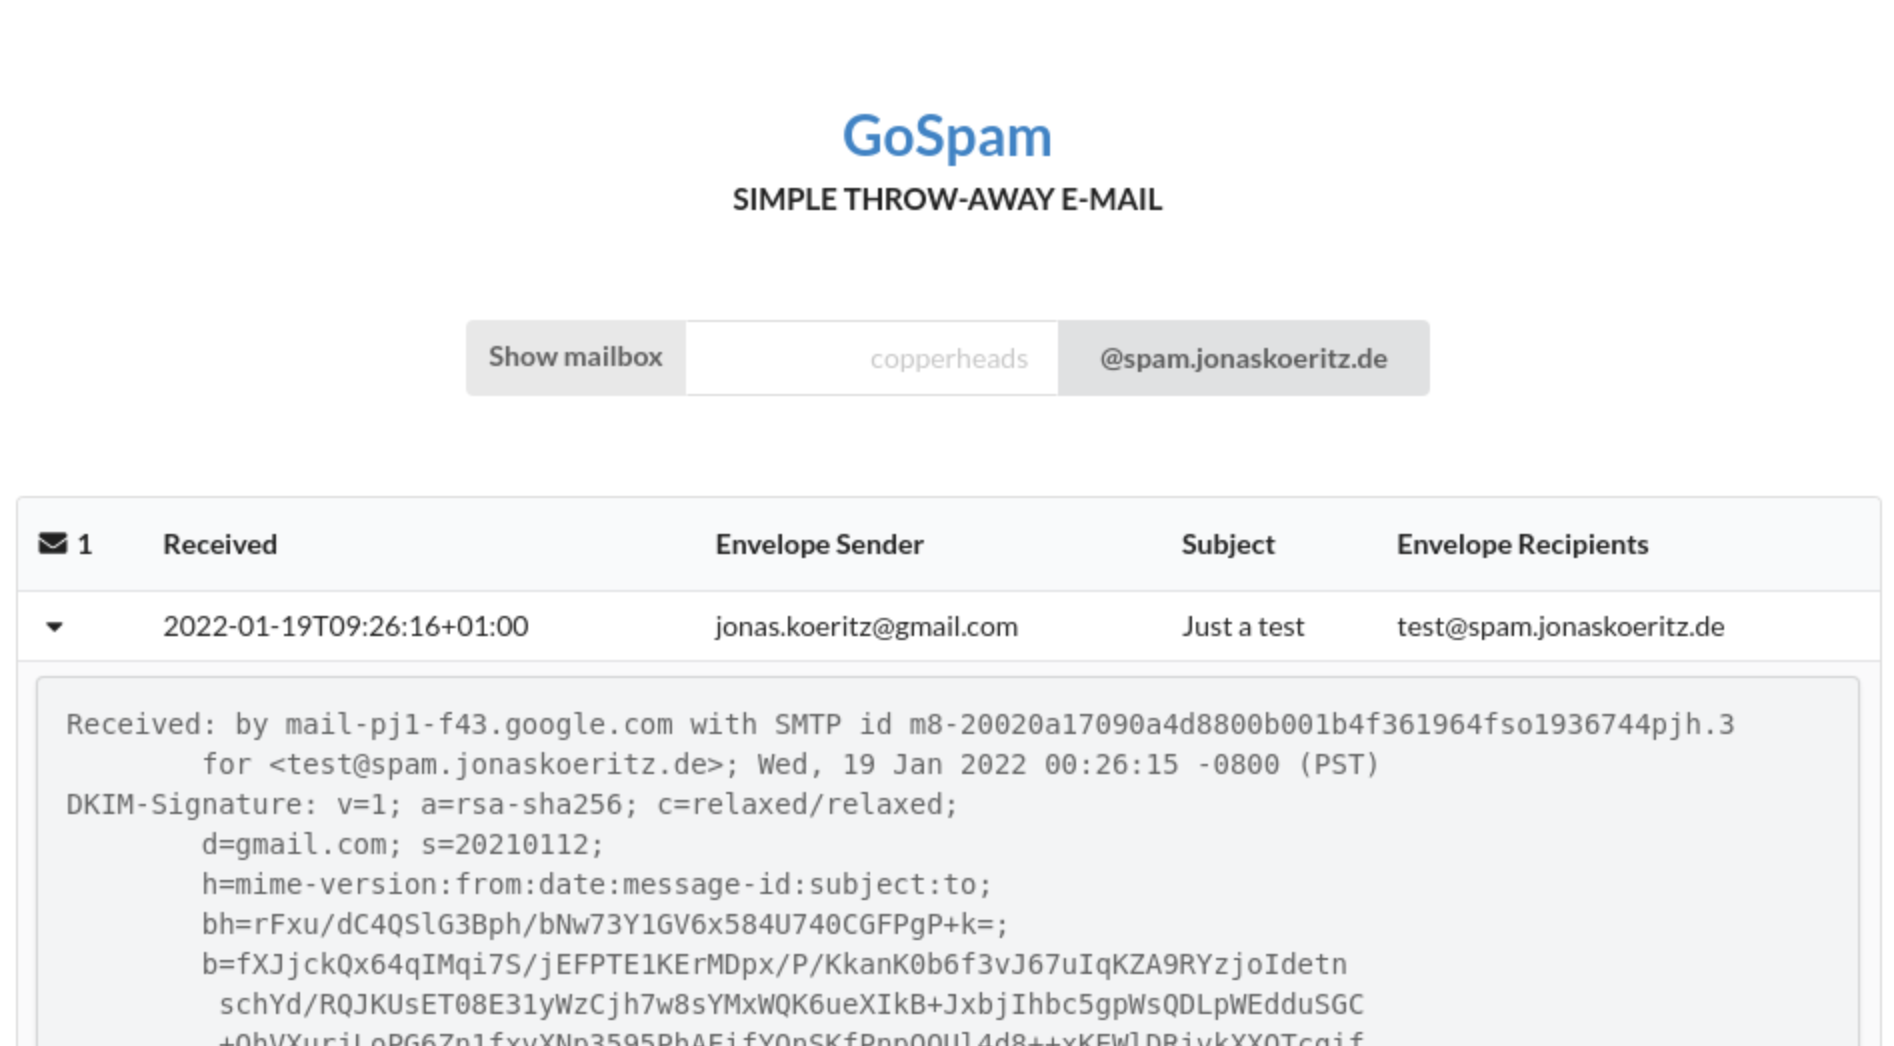 GoSpam
SIMPLE THROW-AWAY E-MAIL
Show mailbox copperheads @spam.jonaskoeritz.de
1 Received Envelope Sender Subject Envelope Recipients
2022-01-19T09:26:16+01:00 jonas.koeritz@gmail.com Just a test test@spam.jonaskoeritz.de
Received: by mail-pj1-f43.google.com with SMTP id m8-20020a17090a4d8800b001b4f361964fso1936744pjh.3
for <test@spam.jonaskoeritz.de>; Wed, 19 Jan 2022 00:26:15 -0800 (PST)
DKIM-Signature: v=1; a=rsa-sha256; c=relaxed/relaxed;
d=gmail.com; s=20210112;
h=mime-version:from:date:message-id:subject:to;
bh=rFxu/dC4QSlG3Bph/bNw73Y1GV6x584U740CGFPgP+k=;
b=fXJjckQx64qIMqi7S/jEFPTE1KErMDpx/P/KkanK0b6f3vJ67uIqKZA9RYzjoIdetn
schYd/RQJKUsET08E31yWzCjh7w8sYMxWQK6ueXIkB+JxbjIhbc5gpWsQDLpWEdduSGC